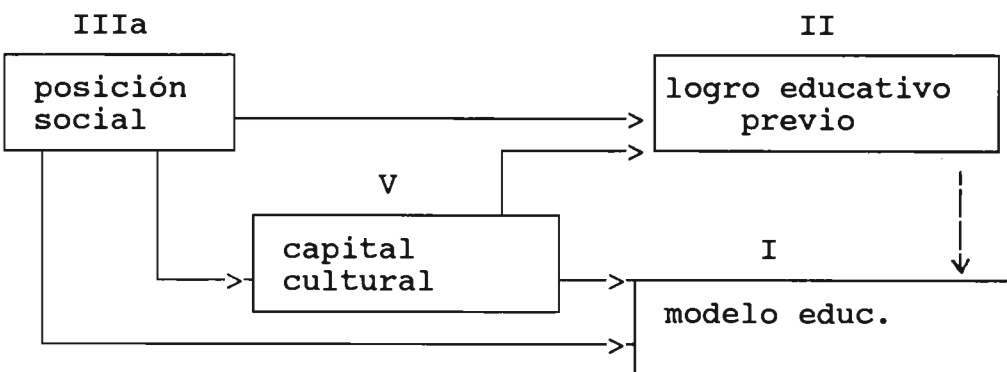 IIIa
II
posición
social
logro educativo
previo
V
capital
cultural
I
modelo educ.